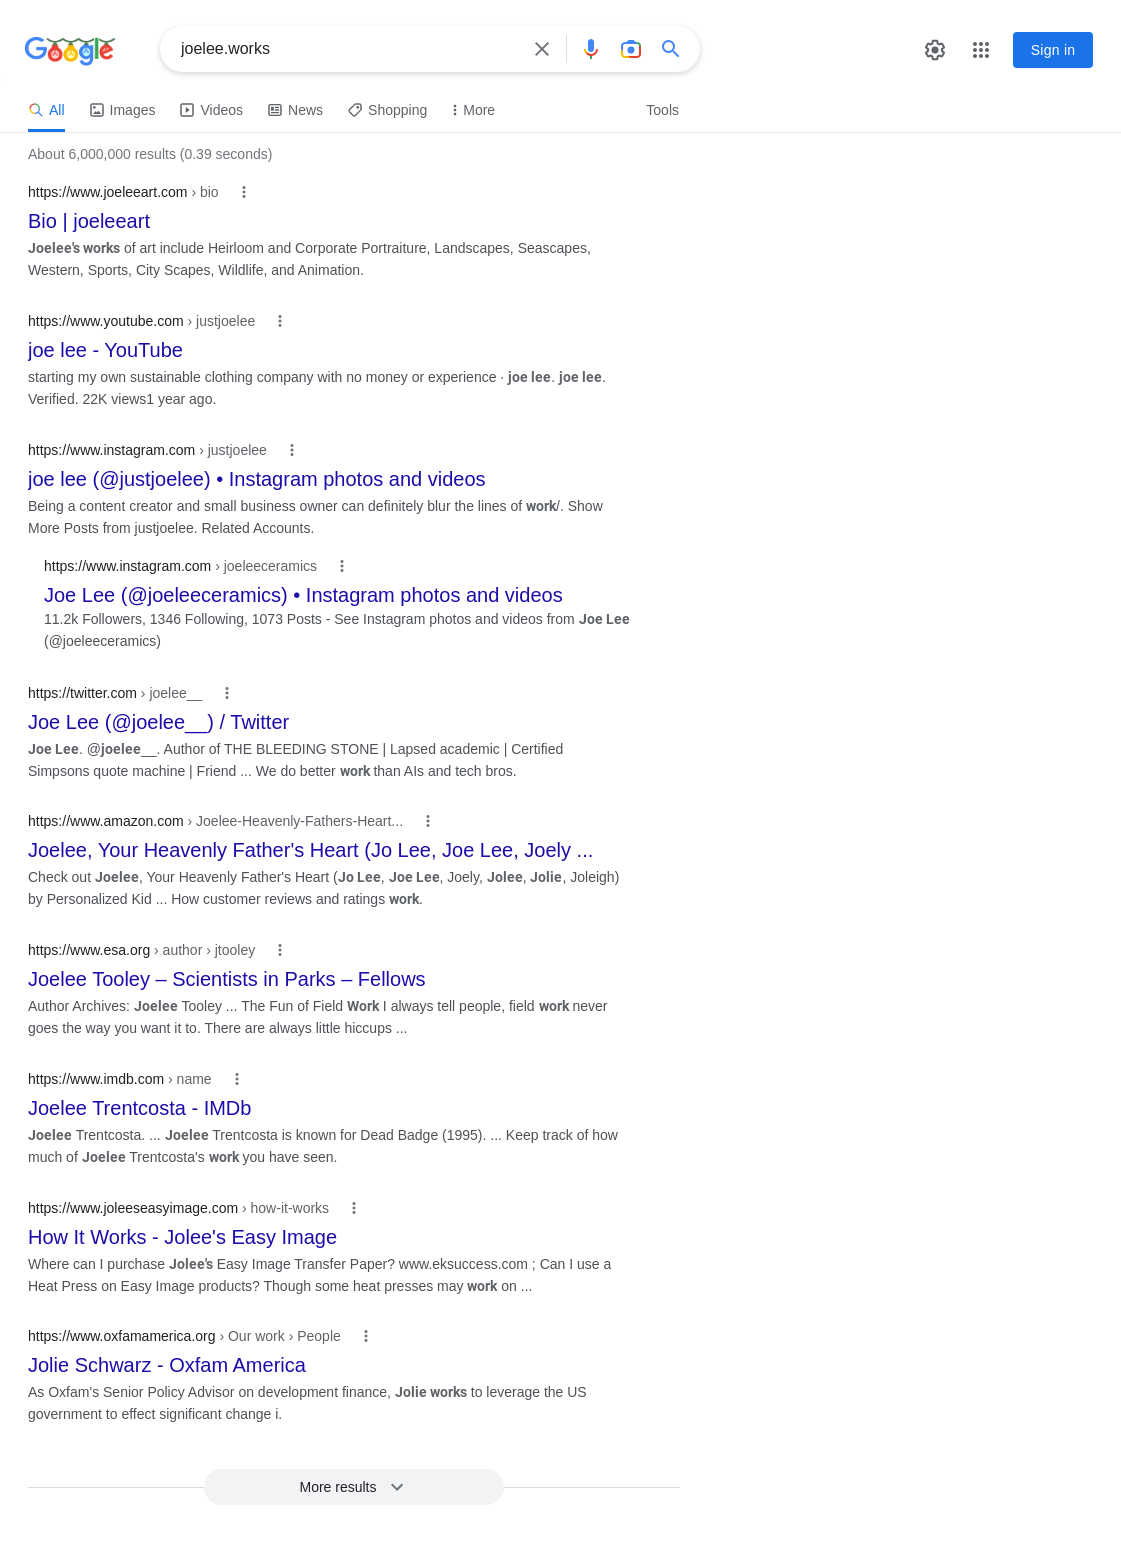 Google
joelee.works
Sign in
All Images Videos News Shopping More Tools
About 6,000,000 results (0.39 seconds)
https://www.joeleeart.com › bio
Bio | joeleeart
Joelee's works of art include Heirloom and Corporate Portraiture, Landscapes, Seascapes,
Western, Sports, City Scapes, Wildlife, and Animation.
https://www.youtube.com › justjoelee
joe lee - YouTube
starting my own sustainable clothing company with no money or experience · joe lee. joe lee.
Verified. 22K views1 year ago.
https://www.instagram.com › justjoelee
joe lee (@justjoelee) • Instagram photos and videos
Being a content creator and small business owner can definitely blur the lines of work/. Show
More Posts from justjoelee. Related Accounts.
https://www.instagram.com › joeleeceramics
Joe Lee (@joeleeceramics) • Instagram photos and videos
11.2k Followers, 1346 Following, 1073 Posts - See Instagram photos and videos from Joe Lee
(@joeleeceramics)
https://twitter.com › joelee__
Joe Lee (@joelee__) / Twitter
Joe Lee. @joelee__. Author of THE BLEEDING STONE | Lapsed academic | Certified
Simpsons quote machine | Friend ... We do better work than AIs and tech bros.
https://www.amazon.com › Joelee-Heavenly-Fathers-Heart...
Joelee, Your Heavenly Father's Heart (Jo Lee, Joe Lee, Joely ...
Check out Joelee, Your Heavenly Father's Heart (Jo Lee, Joe Lee, Joely, Jolee, Jolie, Joleigh)
by Personalized Kid ... How customer reviews and ratings work.
https://www.esa.org › author › jtooley
Joelee Tooley – Scientists in Parks – Fellows
Author Archives: Joelee Tooley ... The Fun of Field Work I always tell people, field work never
goes the way you want it to. There are always little hiccups ...
https://www.imdb.com › name
Joelee Trentcosta - IMDb
Joelee Trentcosta. ... Joelee Trentcosta is known for Dead Badge (1995). ... Keep track of how
much of Joelee Trentcosta's work you have seen.
https://www.joleeseasyimage.com › how-it-works
How It Works - Jolee's Easy Image
Where can I purchase Jolee's Easy Image Transfer Paper? www.eksuccess.com ; Can I use a
Heat Press on Easy Image products? Though some heat presses may work on ...
https://www.oxfamamerica.org › Our work › People
Jolie Schwarz - Oxfam America
As Oxfam's Senior Policy Advisor on development finance, Jolie works to leverage the US
government to effect significant change i.
More results